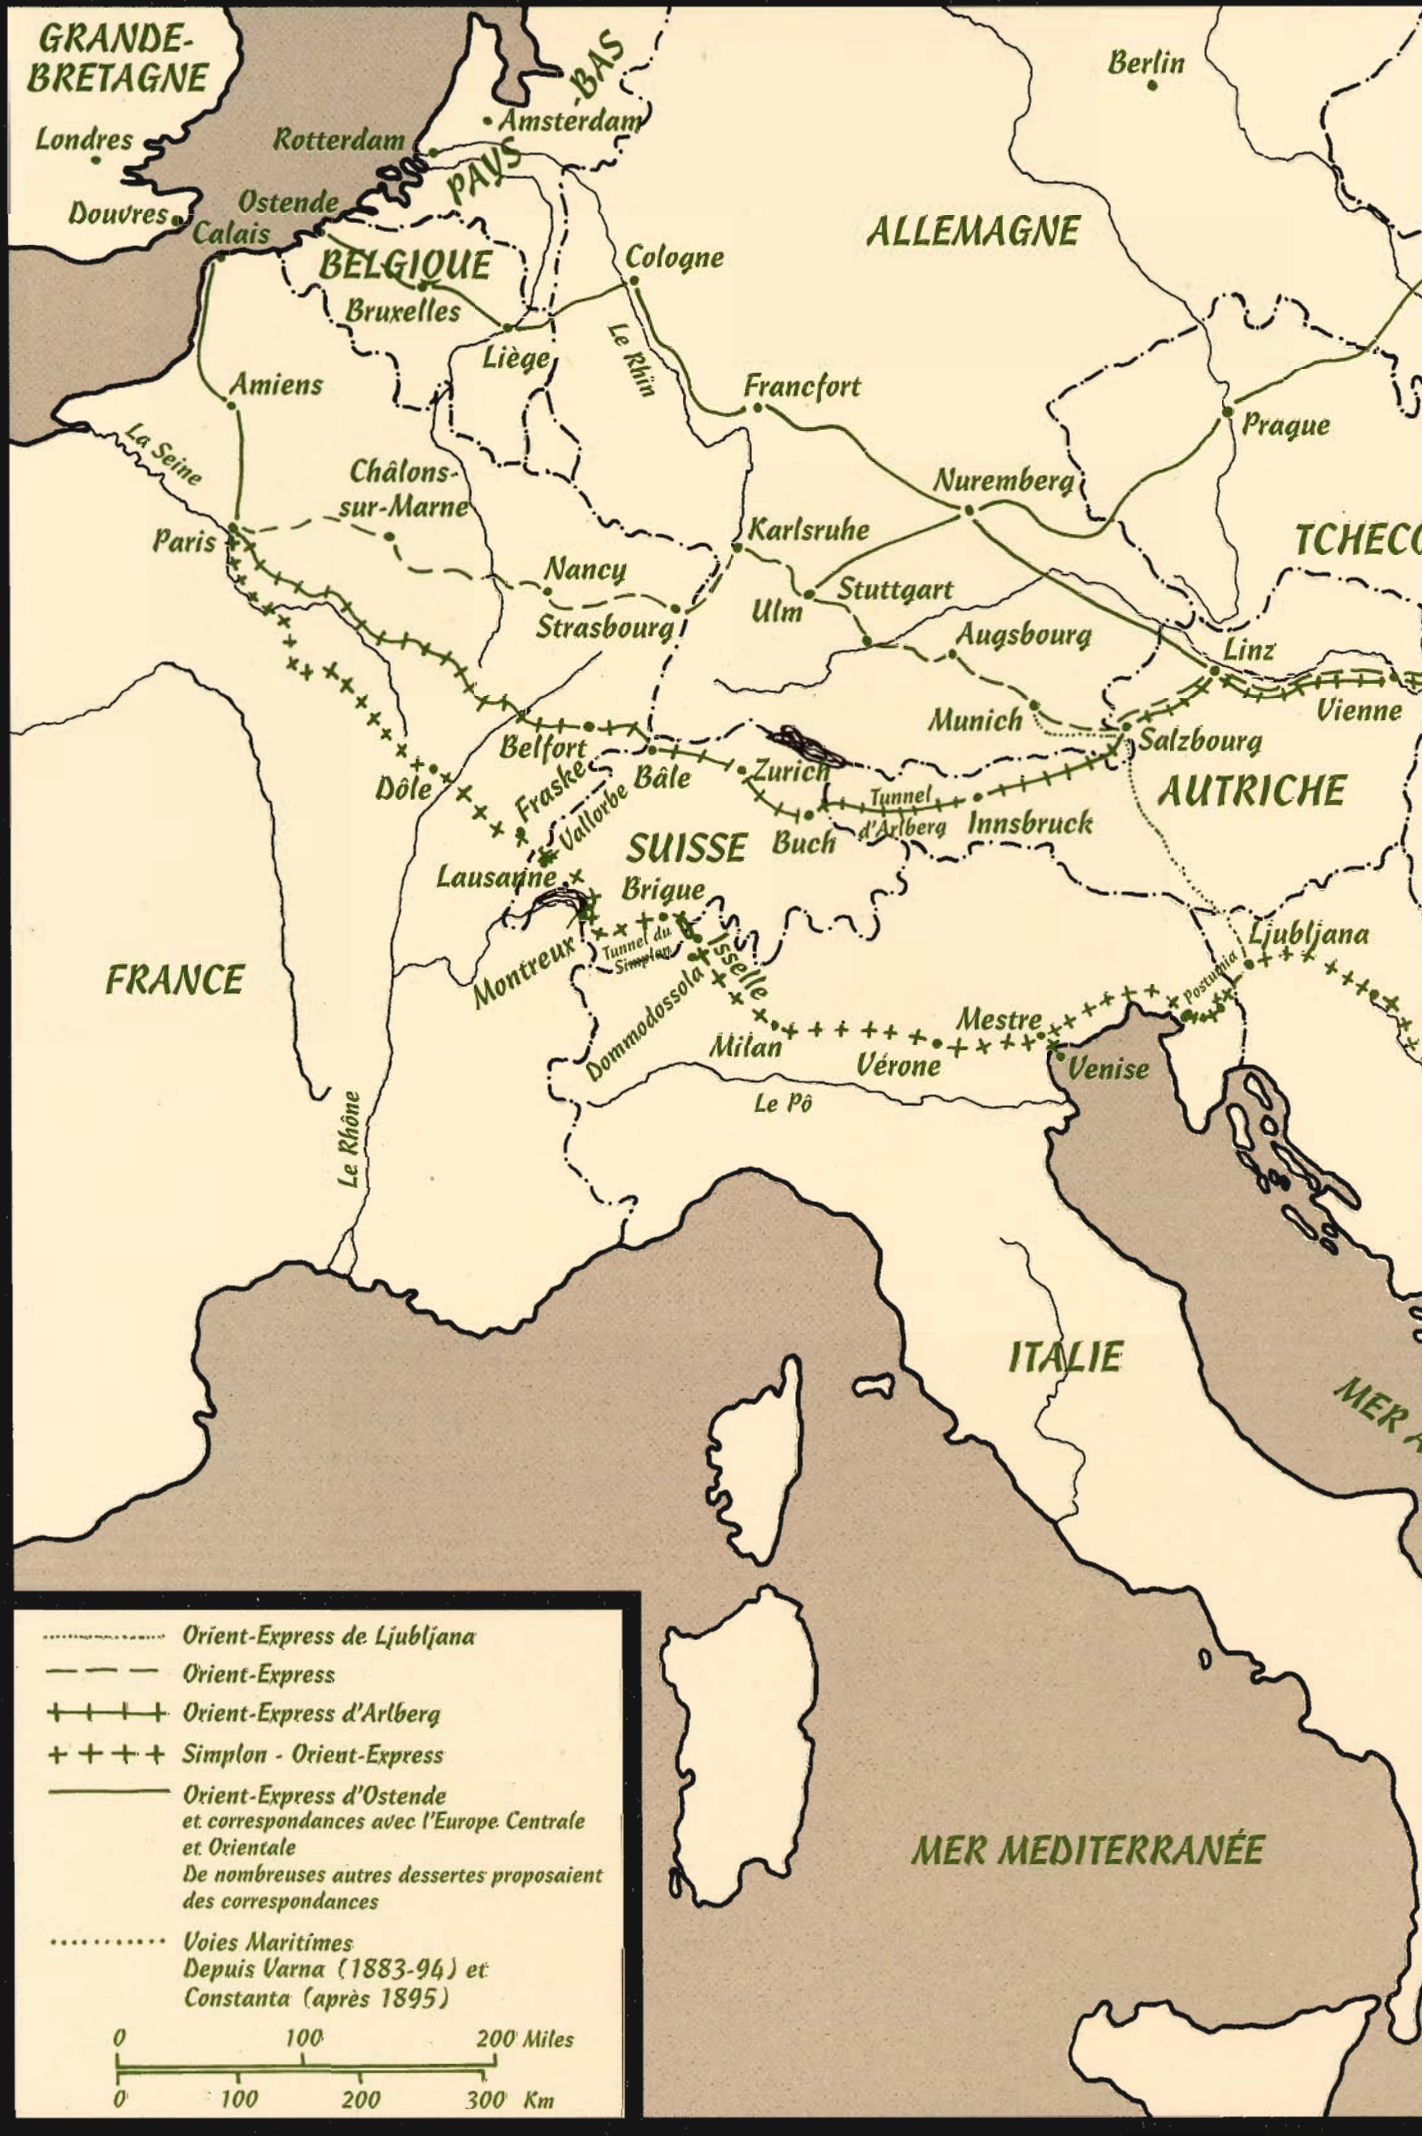 GRANDE-
BRETAGNE
Londres
Douvres
Calais
Rotterdam
Ostende
Amsterdam
PAYS
-BAS
Berlin
ALLEMAGNE
BELGIQUE
Bruxelles
Liège
Cologne
Le Rhin
Amiens
Francfort
Prague
La Seine
Châlons-
sur-Marne
Nuremberg
Paris
Karlsruhe
TCHECO
Nancy
Strasbourg
Ulm
Stuttgart
Augsbourg
Linz
Munich
Vienne
Salzbourg
Belfort
Bâle
Zurich
Dôle
Fraske
Vallorbe
Tunnel
d'Arlberg
Innsbruck
AUTRICHE
Buch
SUISSE
Lausanne
Brigue
Montreux
Tunnel du
Simplon
Isselle
Dommodossola
Ljubljana
Postumia
FRANCE
Milan
Vérone
Mestre
Venise
Le Pô
Le Rhône
ITALIE
MER A
MER MEDITERRANÉE
Orient-Express de Ljubljana
Orient-Express
Orient-Express d'Arlberg
Simplon - Orient-Express
Orient-Express d'Ostende
et correspondances avec l'Europe Centrale
et Orientale
De nombreuses autres dessertes proposaient
des correspondances
Voies Maritimes
Depuis Varna (1883-94) et
Constanta (après 1895)
0 100 200 Miles
0 100 200 300 Km